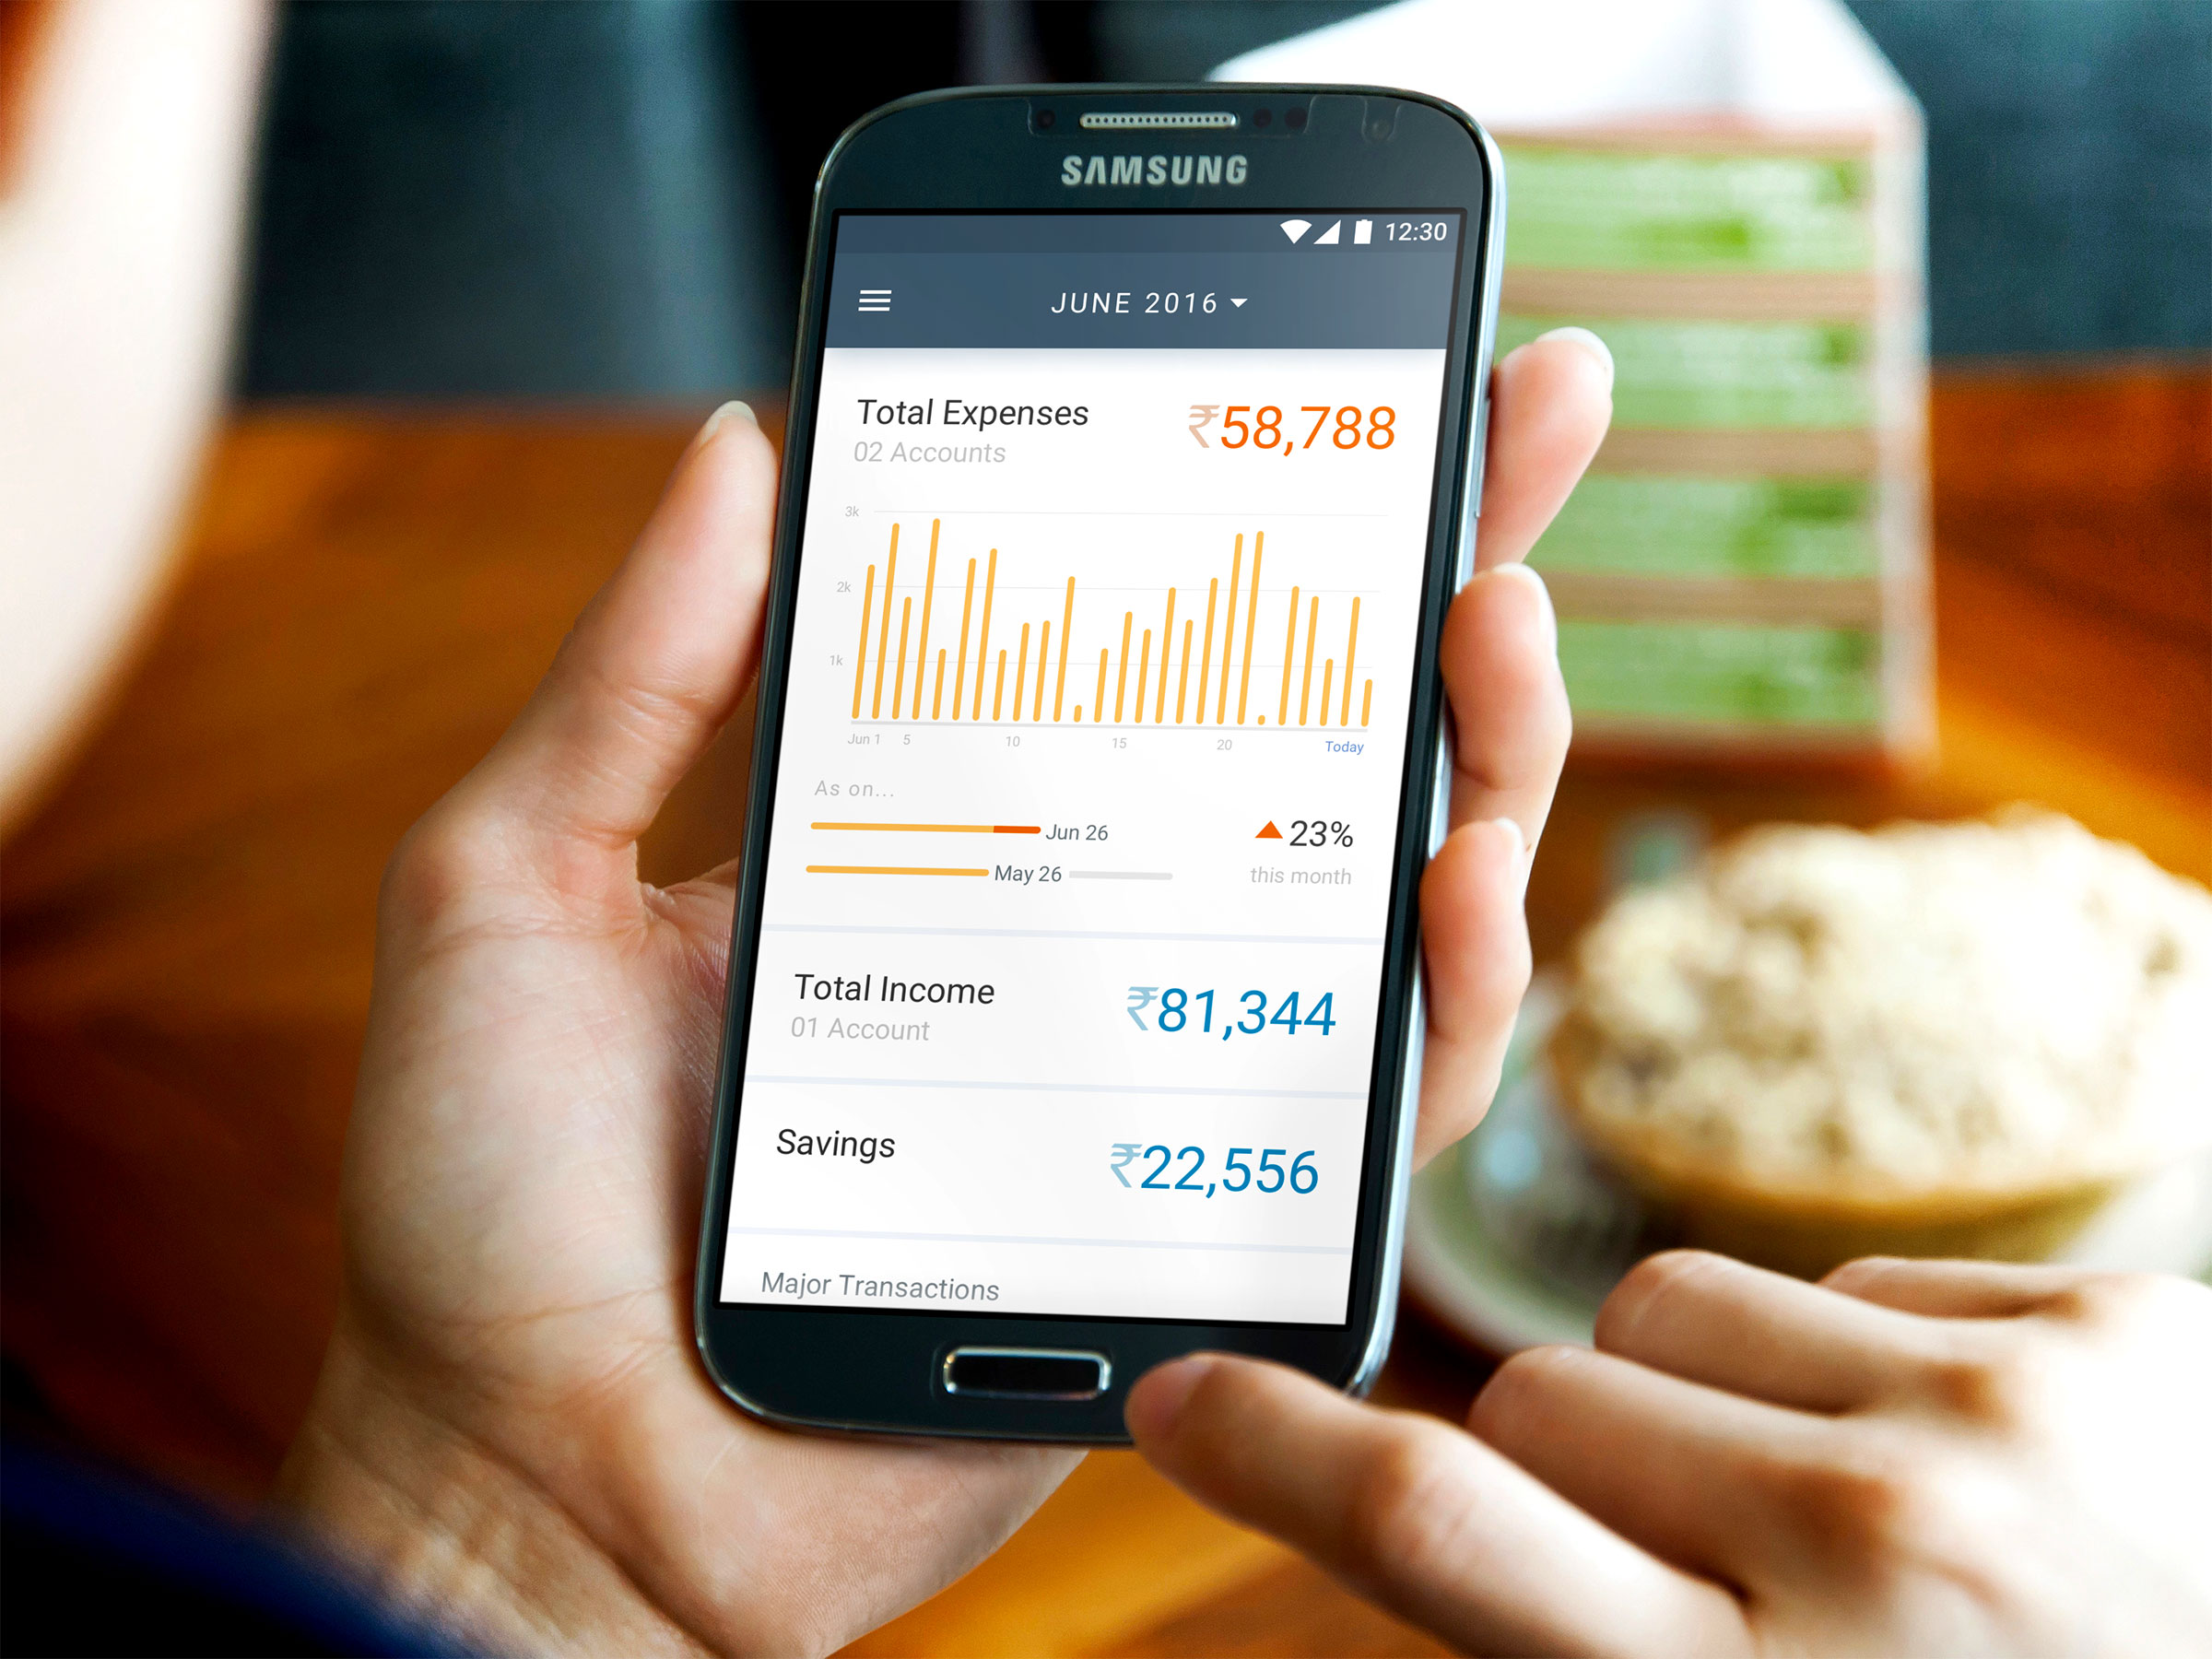 SAMSUNG
12:30
JUNE 2016
Total Expenses
₹58,788
02 Accounts
3k
2k
1k
Jun 1 5 10 15 20 Today
As on...
Jun 26
23%
May 26
this month
Total Income
₹81,344
01 Account
Savings
₹22,556
Major Transactions